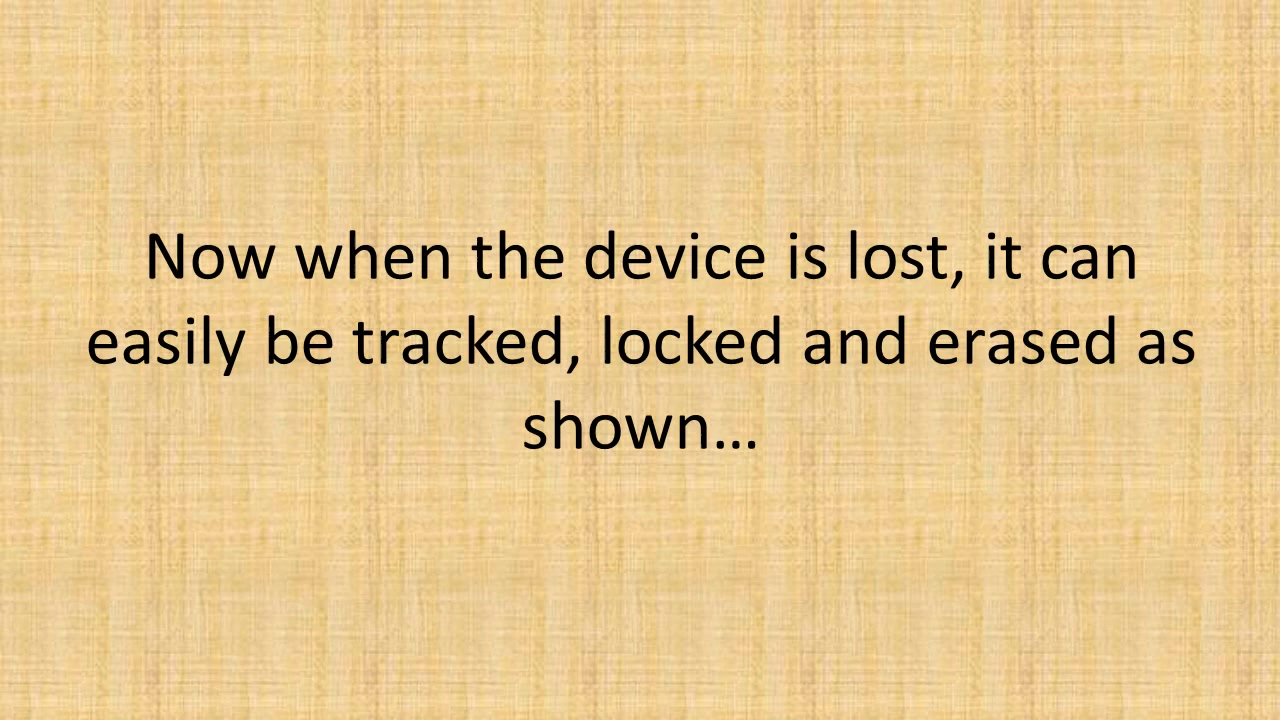 Now when the device is lost, it can
easily be tracked, locked and erased as
shown…